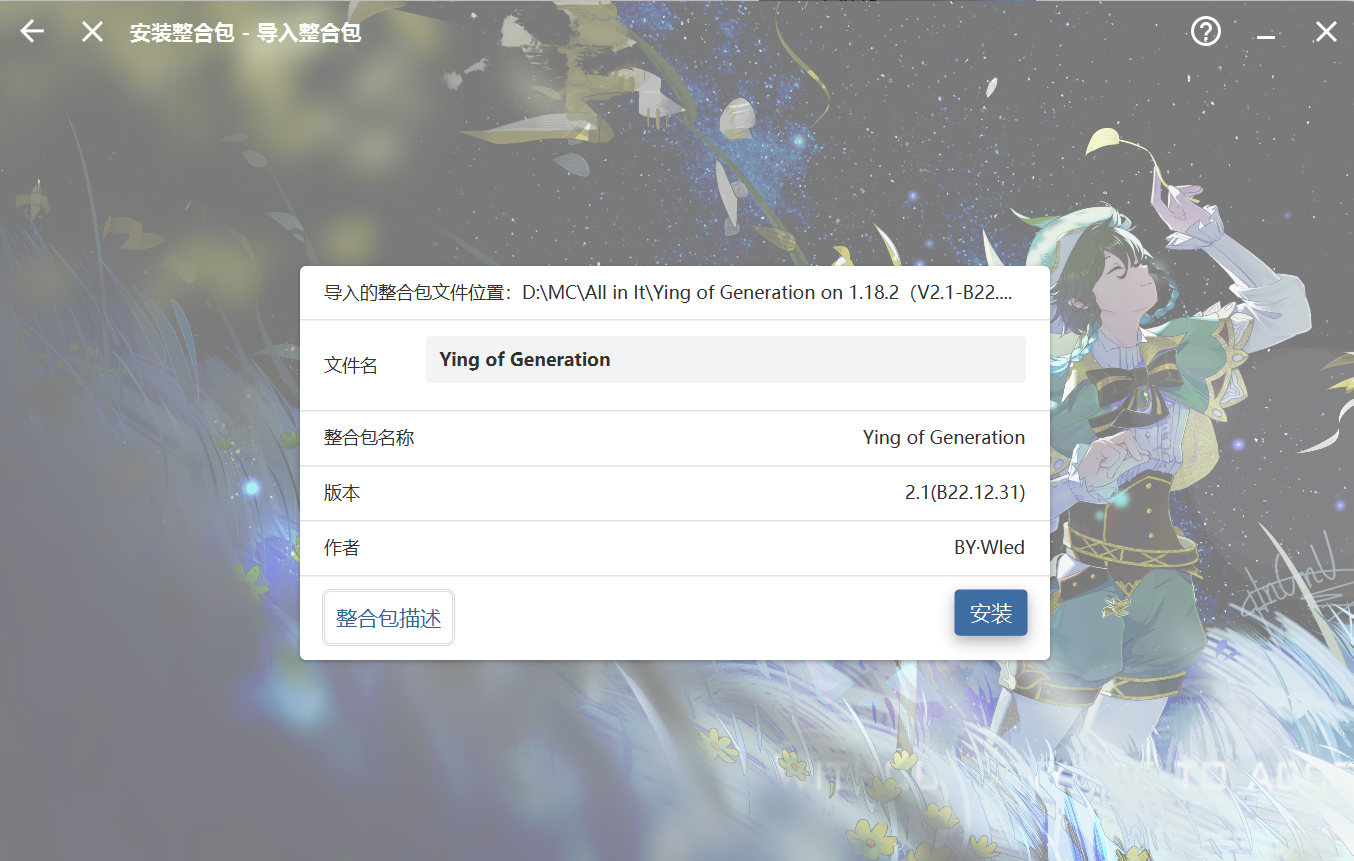 安装整合包 - 导入整合包
导入的整合包文件位置：D:\MC\All in It\Ying of Generation on 1.18.2（V2.1-B22....
文件名
Ying of Generation
整合包名称
Ying of Generation
版本
2.1(B22.12.31)
作者
BY·Wled
整合包描述
安装